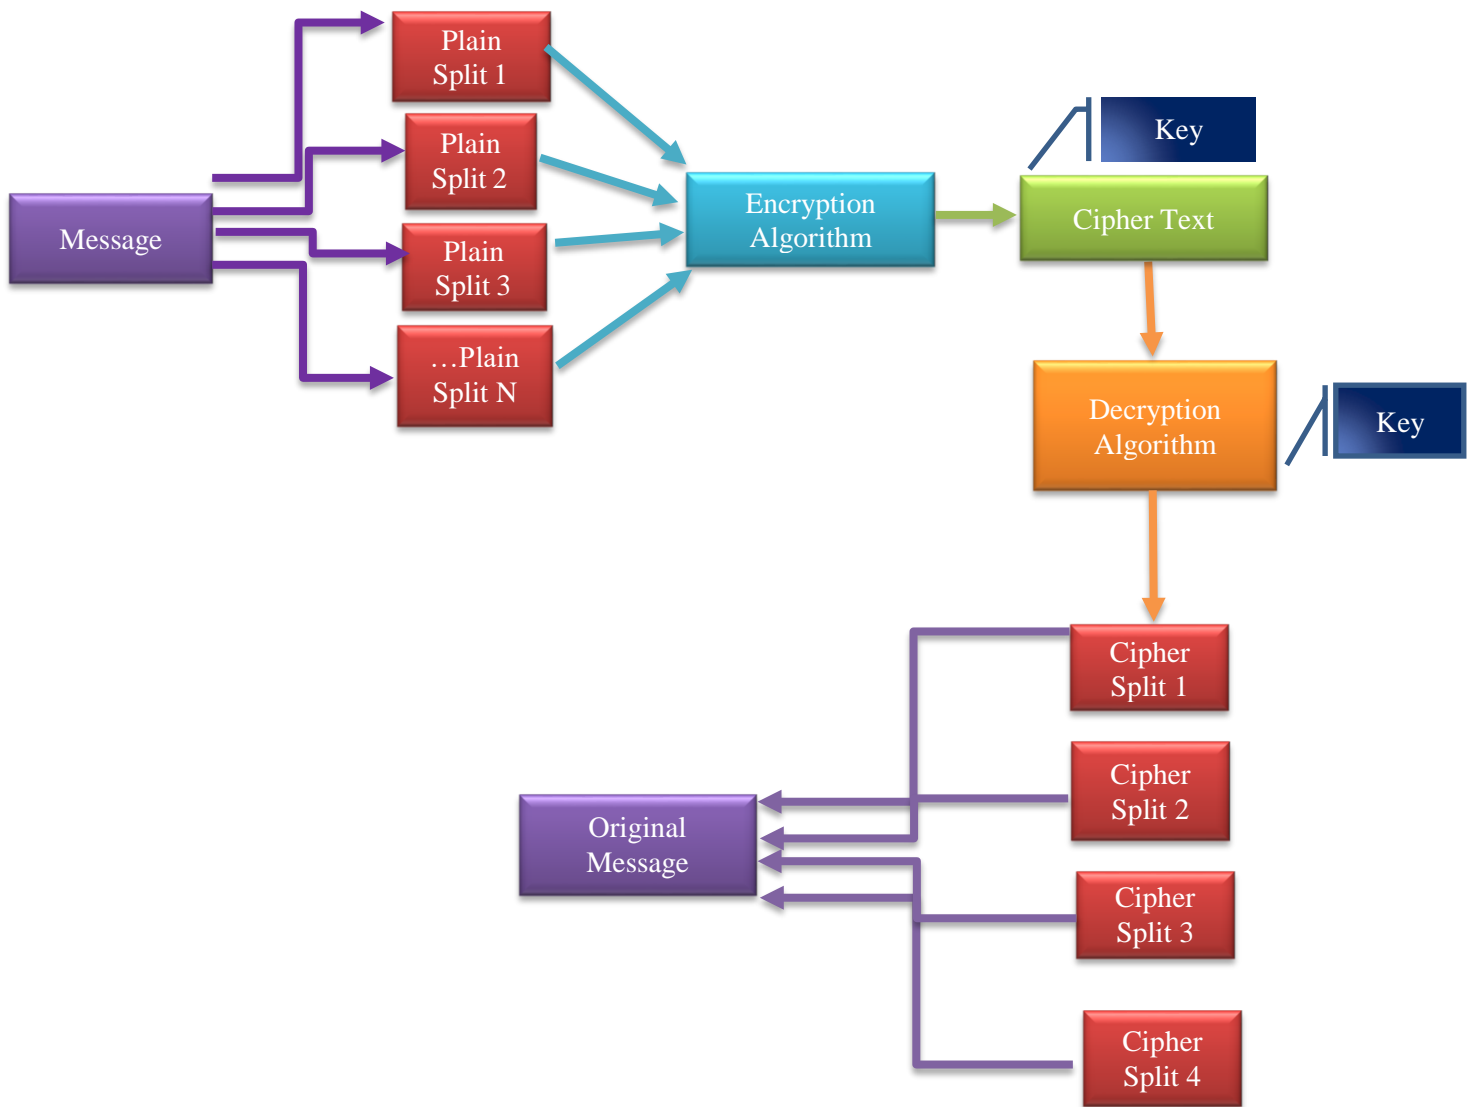 Plain
Split 1
Plain
Split 2
Plain
Split 3
…Plain
Split N
Message
Encryption
Algorithm
Key
Cipher Text
Decryption
Algorithm
Key
Cipher
Split 1
Cipher
Split 2
Cipher
Split 3
Cipher
Split 4
Original
Message